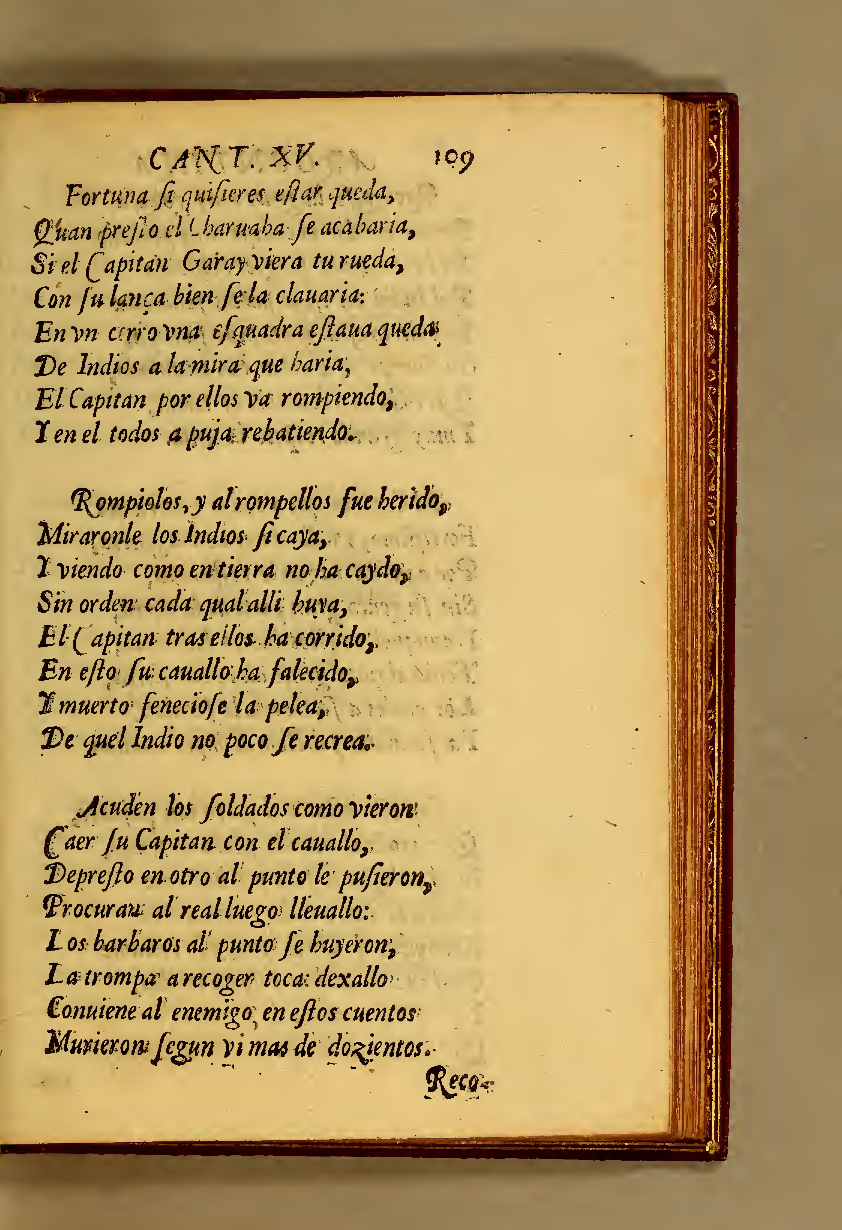 CANT. XV. 109
Fortuna ſi quiſieres eſtar queda,
Quan preſto el Charuaha ſe acabaria,
Si el Capitan Garay viera tu rueda,
Con ſu lança bien ſe la clauaria:
En vn cerro vna eſquadra eſtaua queda
De Indios a la mira que haria,
El Capitan por ellos va rompiendo,
Y en el todos a puja rebatiendo.
Rompiolos, y al rompellos fue herido,
Miraronle los Indios ſi caya,
Y viendo como en tierra no ha caydo,
Sin orden cada qual alli huya,
El Capitan tras ellos ha corrido,
En eſto ſu cauallo ha falecido,
Y muerto fenecioſe la pelea,
De quel Indio no poco ſe recrea.
Acuden los ſoldados como vieron
Caer ſu Capitan con el cauallo,
Depreſto en otro al punto le puſieron,
Procuran al real luego lleuallo:
Los barbaros al punto ſe huyeron,
La trompa a recoger toca: dexallo
Conuiene al enemigo, en eſtos cuentos
Murieron ſegun vi mas de dozientos.
Reco-